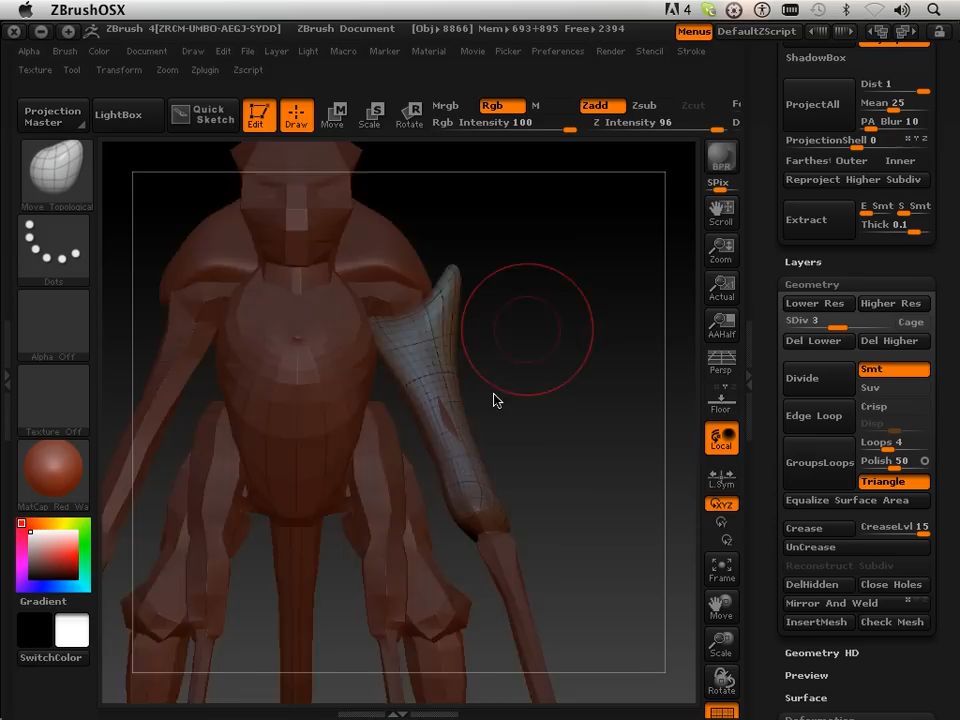 ZBrushOSX
4
ZBrush 4[ZRCM-UMBO-AEGJ-SYDD]
ZBrush Document
[Obj> 8866] Mem>693+895 Free> 2394
Menus
DefaultZScript
Alpha
Brush
Color
Document
Draw
Edit
File
Layer
Light
Macro
Marker
Material
Movie
Picker
Preferences
Render
Stencil
Stroke
Texture
Tool
Transform
Zoom
Zplugin
Zscript
Projection
Master
LightBox
Quick
Sketch
Edit
Draw
Move
Scale
Rotate
Mrgb
Rgb
M
Zadd
Zsub
Zcut
Rgb Intensity 100
Z Intensity 96
Move Topological
Dots
Alpha Off
Texture Off
MatCap Red Wa
Gradient
SwitchColor
BPR
SPix
Scroll
Zoom
Actual
AAHalf
Persp
Floor
Local
L.Sym
XYZ
Frame
Move
Scale
Rotate
ShadowBox
ProjectAll
Dist 1
Mean 25
PA Blur 10
ProjectionShell 0
Farthest
Outer
Inner
Reproject Higher Subdiv
Extract
E Smt
S Smt
Thick 0.1
Layers
Geometry
Lower Res
Higher Res
SDiv 3
Cage
Del Lower
Del Higher
Divide
Smt
Suv
Edge Loop
Crisp
Disp
GroupsLoops
Loops 4
Polish 50
Triangle
Equalize Surface Area
Crease
CreaseLvl 15
UnCrease
Reconstruct Subdiv
DelHidden
Close Holes
Mirror And Weld
InsertMesh
Check Mesh
Geometry HD
Preview
Surface